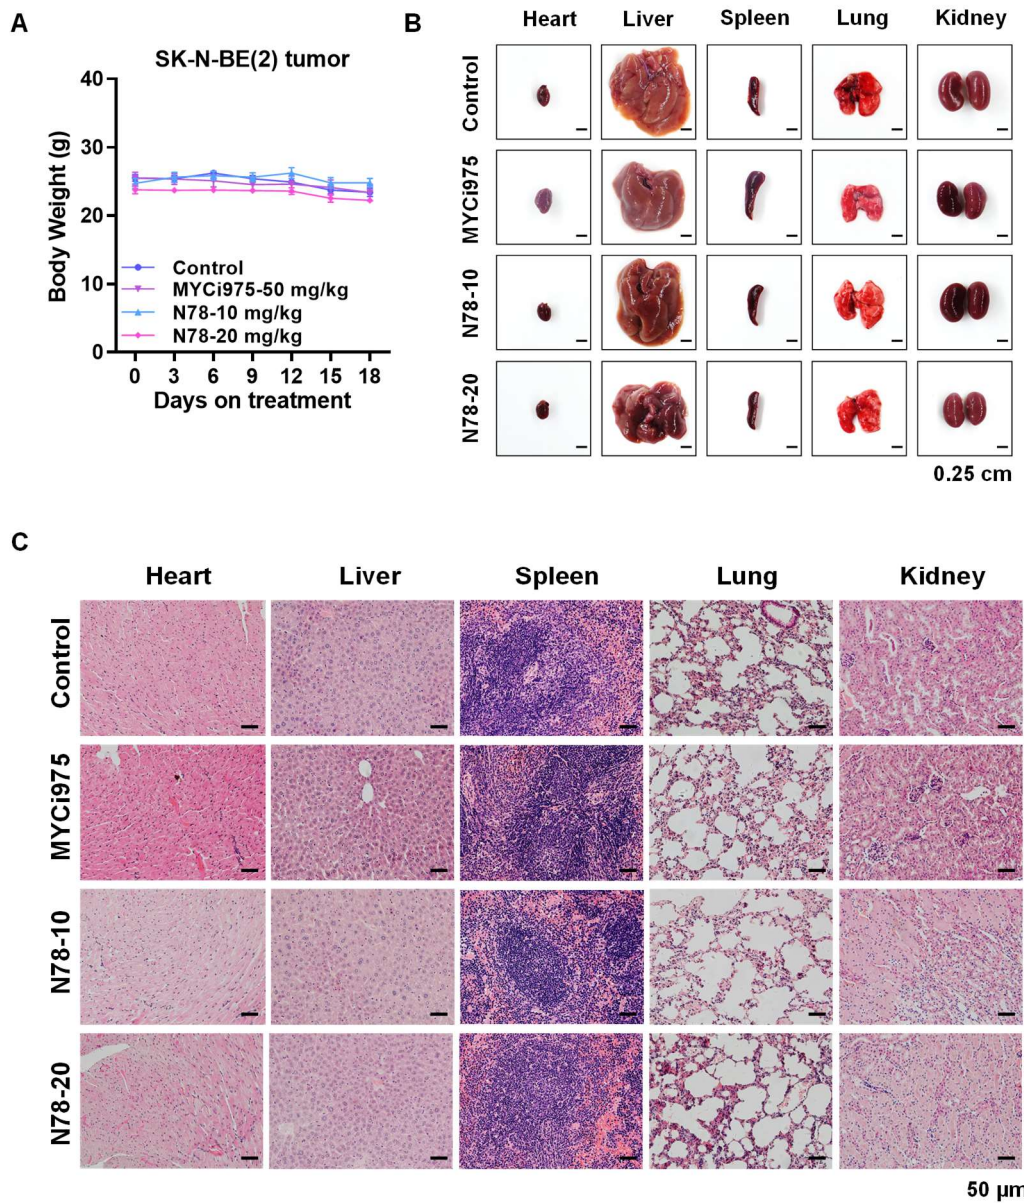 A
SK-N-BE(2) tumor
Body Weight (g)
40
30
20
10
0
Control
MYCi975-50 mg/kg
N78-10 mg/kg
N78-20 mg/kg
0 3 6 9 12 15 18
Days on treatment
B
Heart Liver Spleen Lung Kidney
Control
MYCi975
N78-10
N78-20
0.25 cm
C
Heart Liver Spleen Lung Kidney
Control
MYCi975
N78-10
N78-20
50 µm